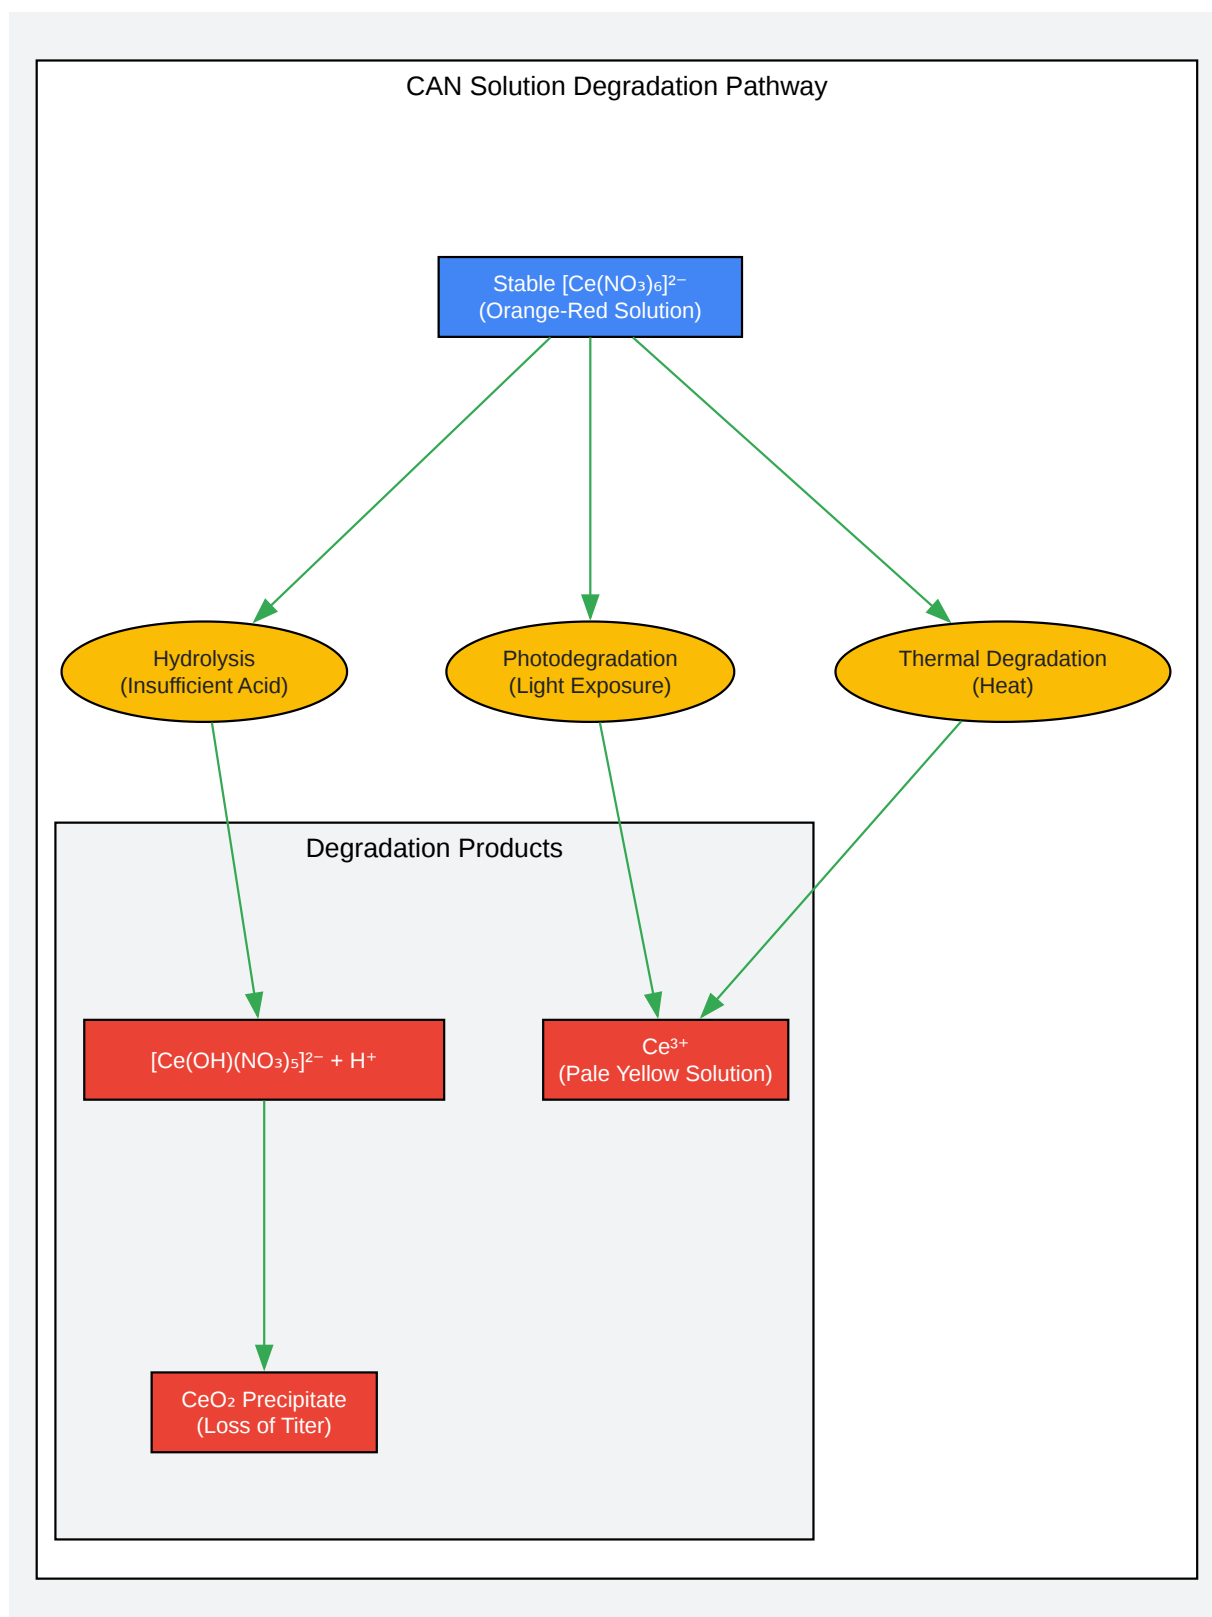 CAN Solution Degradation Pathway
Stable [Ce(NO₃)₆]²⁻
(Orange-Red Solution)
Hydrolysis
(Insufficient Acid)
Photodegradation
(Light Exposure)
Thermal Degradation
(Heat)
Degradation Products
[Ce(OH)(NO₃)₅]²⁻ + H⁺
Ce³⁺
(Pale Yellow Solution)
CeO₂ Precipitate
(Loss of Titer)